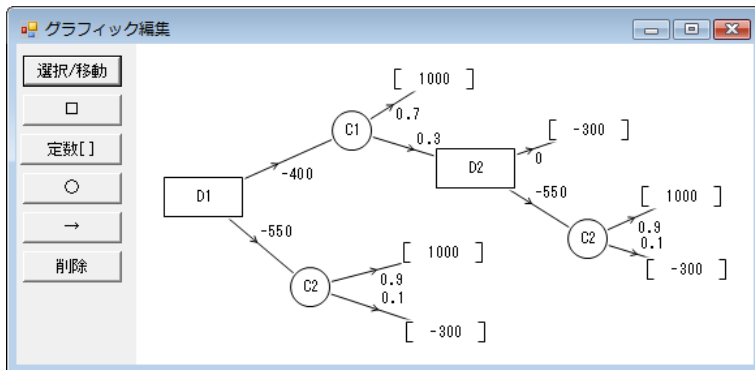 グラフィック編集
選択/移動
□
定数[ ]
○
→
削除
[ 1000 ]
0.7
C1
0.3
[ -300 ]
0
D2
-400
D1
-550
[ 1000 ]
0.9
0.1
C2
[ -300 ]
-550
[ 1000 ]
0.9
0.1
C2
[ -300 ]